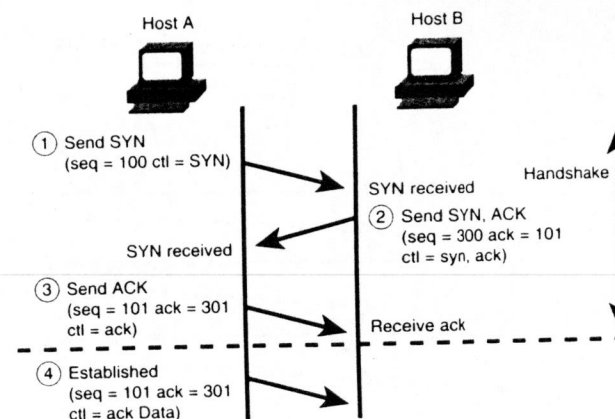 Host A
Host B
1 Send SYN
(seq = 100 ctl = SYN)
SYN received
Handshake
2 Send SYN, ACK
(seq = 300 ack = 101
ctl = syn, ack)
SYN received
3 Send ACK
(seq = 101 ack = 301
ctl = ack)
Receive ack
4 Established
(seq = 101 ack = 301
ctl = ack Data)